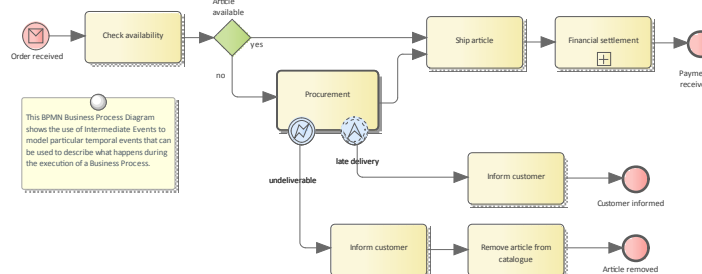 Article
available
Check availability
Order received
yes
Ship article
Financial settlement
no
Procurement
This BPMN Business Process Diagram
shows the use of Intermediate Events to
model particular temporal events that can
be used to describe what happens during
the execution of a Business Process.
late delivery
undeliverable
Inform customer
Customer informed
Inform customer
Remove article from
catalogue
Article removed